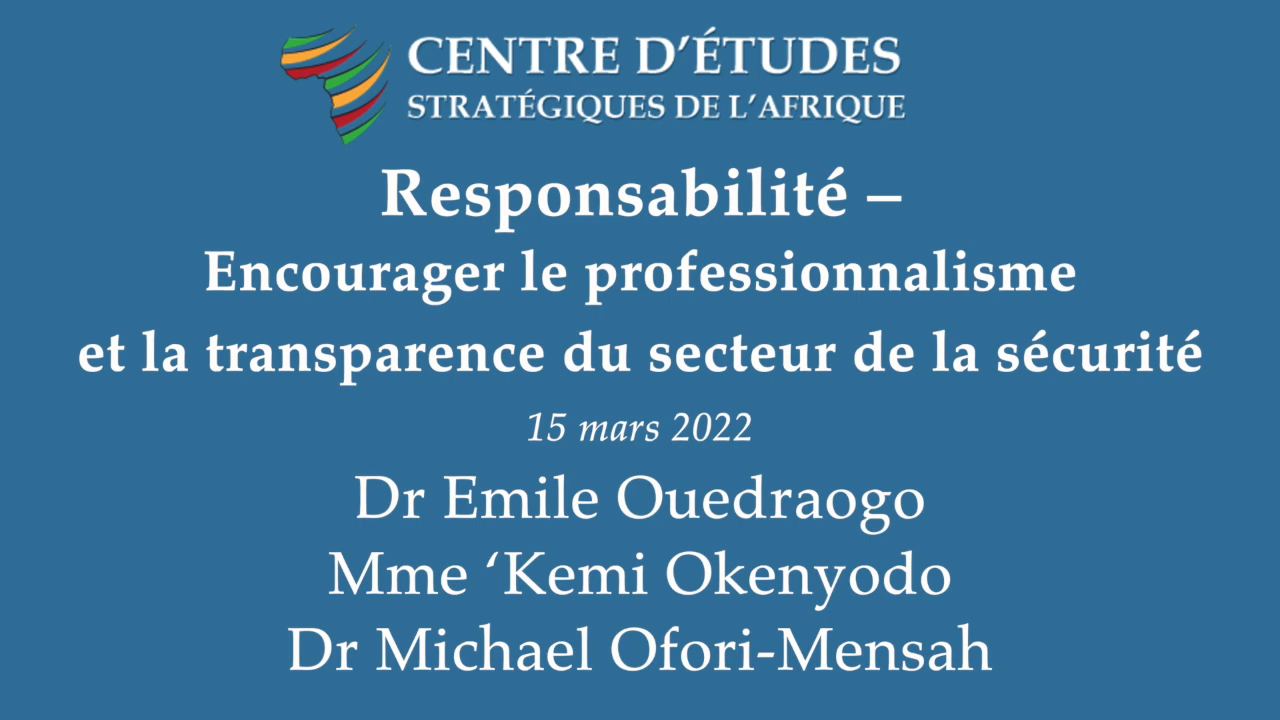 CENTRE D'ÉTUDES
STRATÉGIQUES DE L'AFRIQUE
Responsabilité –
Encourager le professionnalisme
et la transparence du secteur de la sécurité
15 mars 2022
Dr Emile Ouedraogo
Mme ‘Kemi Okenyodo
Dr Michael Ofori-Mensah